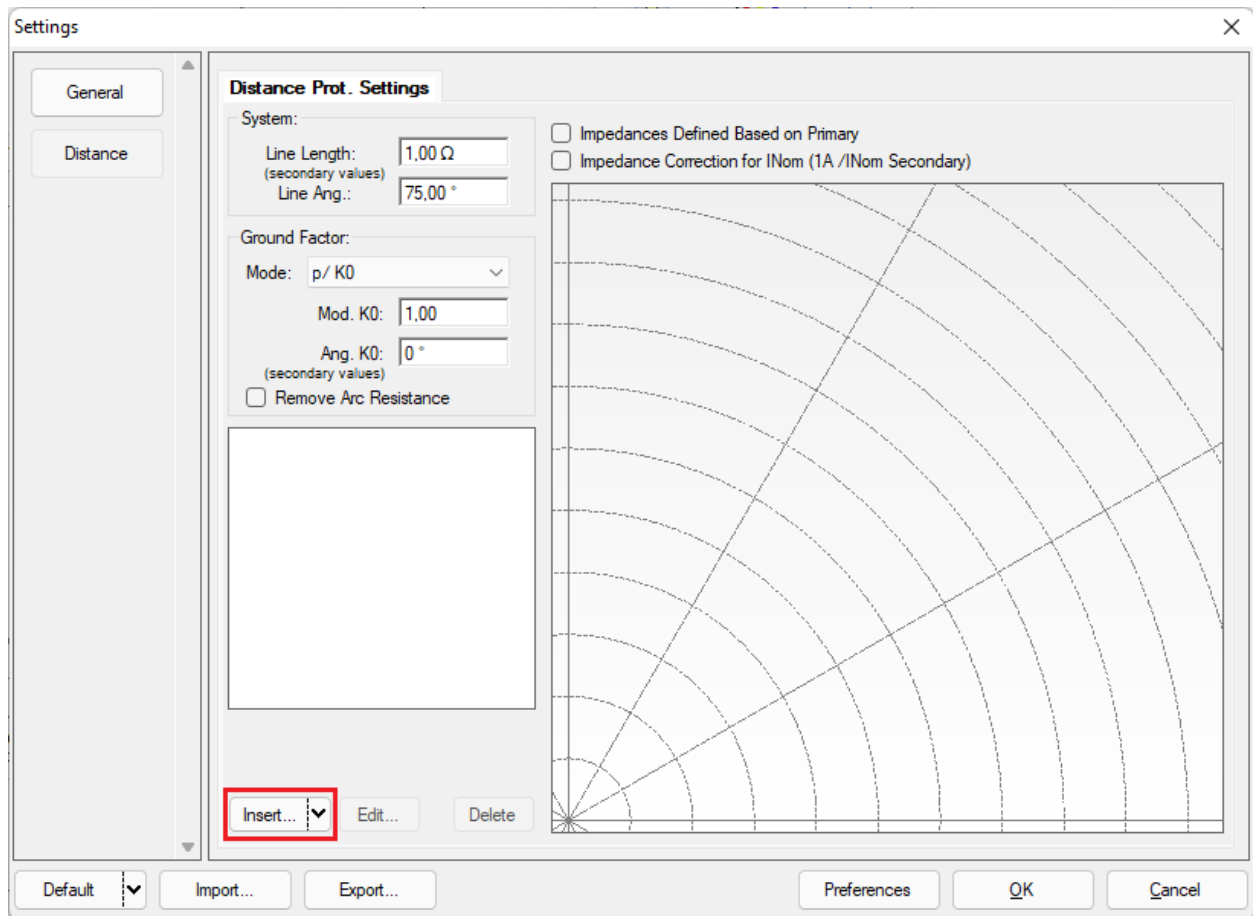 Settings
General
Distance
Distance Prot. Settings
System:
Line Length: 1,00 Ω
(secondary values)
Line Ang.: 75,00 °
Ground Factor:
Mode: p/ K0
Mod. K0: 1,00
Ang. K0: 0 °
(secondary values)
Remove Arc Resistance
Impedances Defined Based on Primary
Impedance Correction for INom (1A /INom Secondary)
Insert... Edit... Delete
Default Import... Export... Preferences OK Cancel